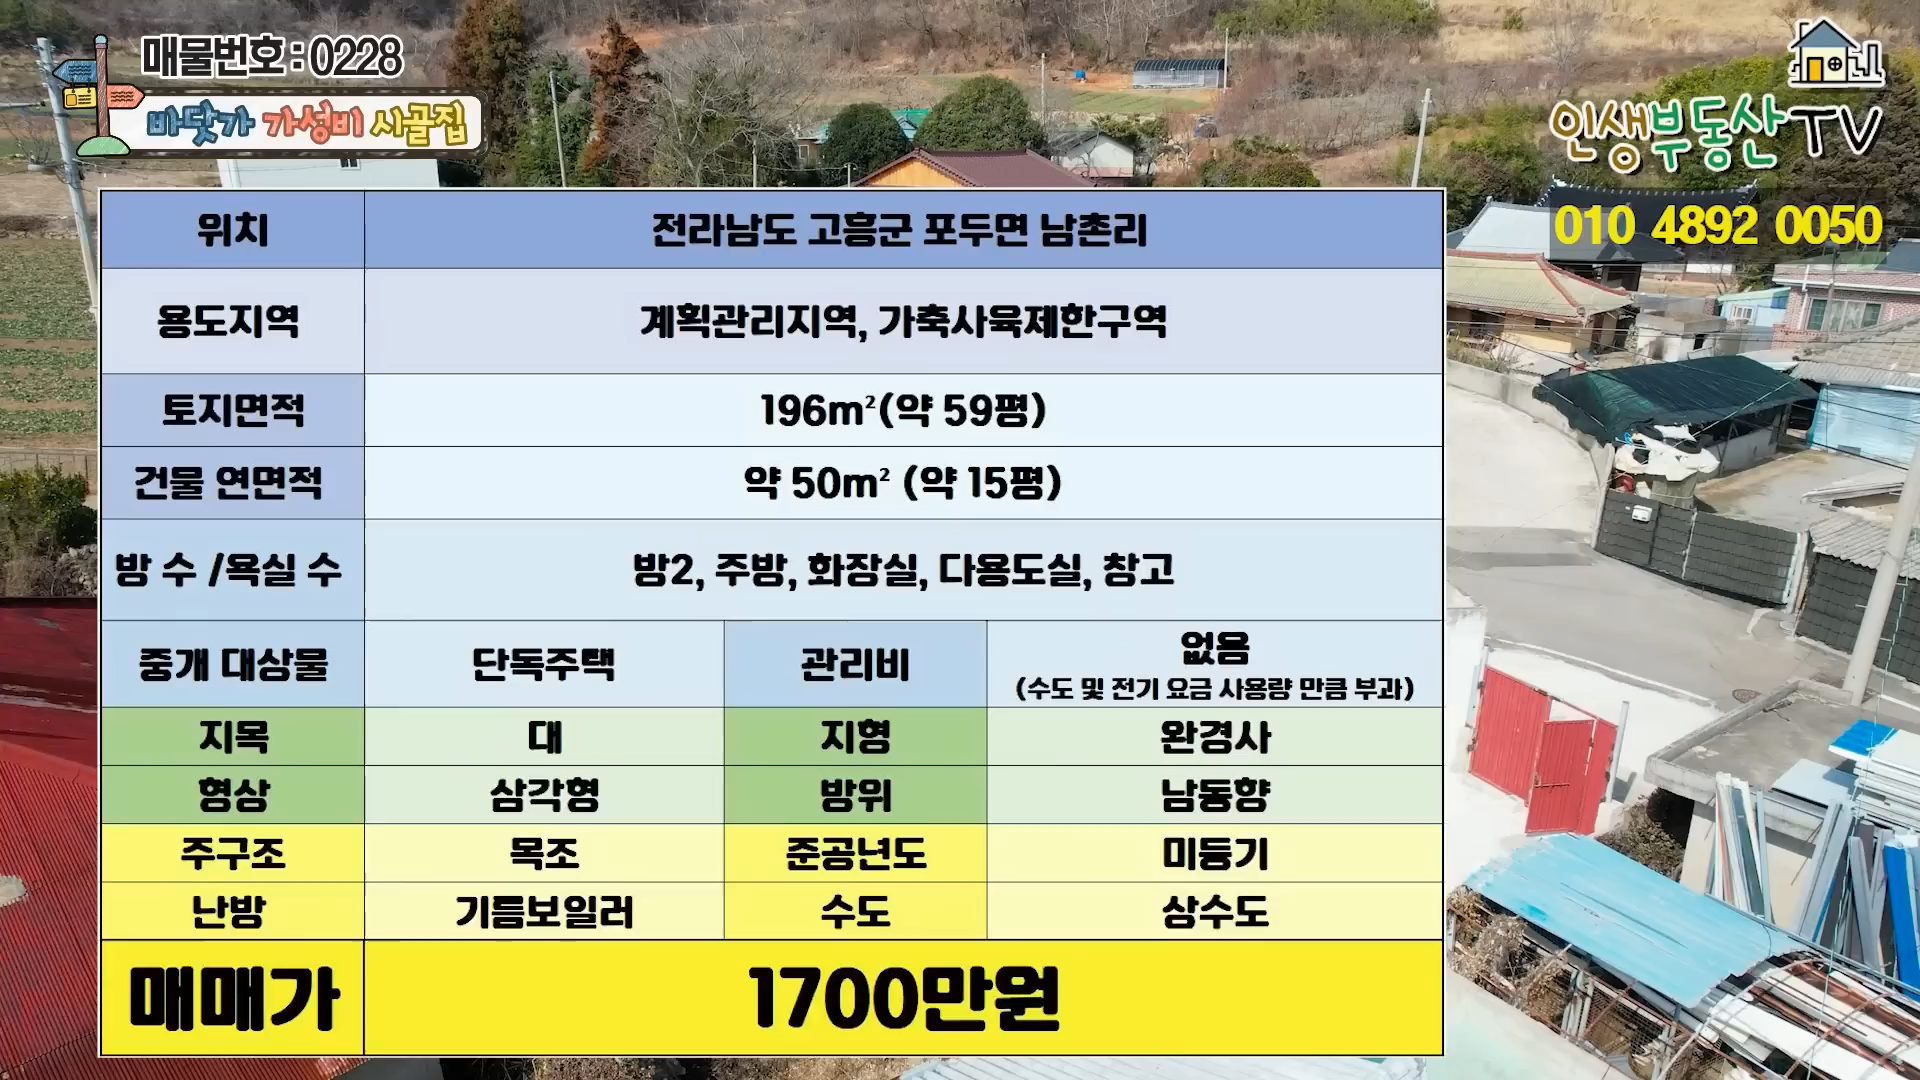 매물번호 : 0228
바닷가 가성비 시골집
인생부동산TV
010 4892 0050
위치 전라남도 고흥군 포두면 남촌리
용도지역 계획관리지역, 가축사육제한구역
토지면적 196m²(약 59평)
건물 연면적 약 50m² (약 15평)
방 수 /욕실 수 방2, 주방, 화장실, 다용도실, 창고
중개 대상물 단독주택 관리비 없음
(수도 및 전기 요금 사용량 만큼 부과)
지목 대 지형 완경사
형상 삼각형 방위 남동향
주구조 목조 준공년도 미등기
난방 기름보일러 수도 상수도
매매가 1700만원